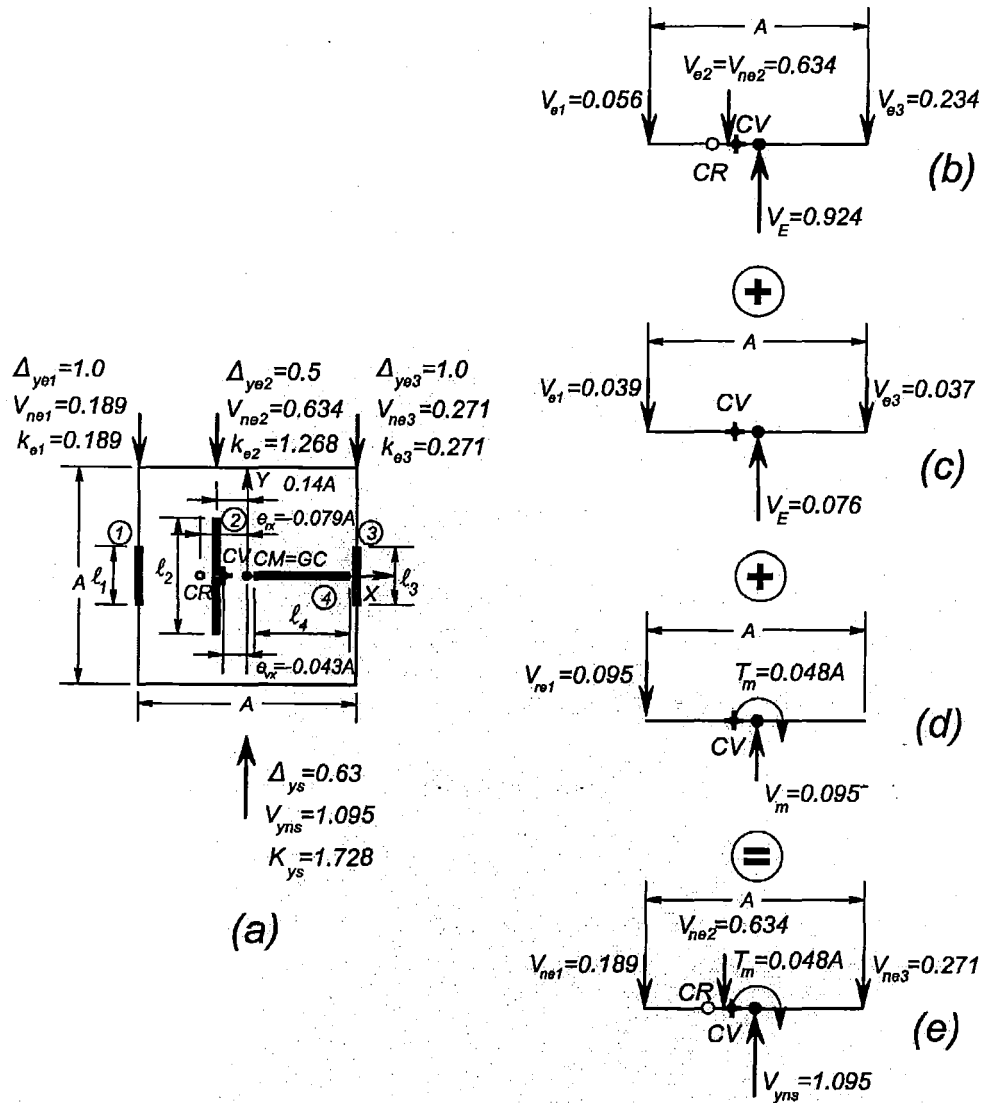 A
V_e2=V_ne2=0.634
V_e1=0.056
V_e3=0.234
CV
CR
V_E=0.924
(b)
+
A
V_e1=0.039
V_e3=0.037
CV
V_E=0.076
(c)
+
A
V_re1=0.095
T_m=0.048A
CV
V_m=0.095
(d)
=
A
V_ne2=0.634
V_ne1=0.189
T_m=0.048A
V_ne3=0.271
CR
CV
V_yns=1.095
(e)
Δ_ye1=1.0
V_ne1=0.189
k_e1=0.189
Δ_ye2=0.5
V_ne2=0.634
k_e2=1.268
Δ_ye3=1.0
V_ne3=0.271
k_e3=0.271
Y
0.14A
e_rx=-0.079A
1
2
3
CV
CM=GC
A
ℓ_1
ℓ_2
CR
4
X
ℓ_3
ℓ_4
e_vx=-0.043A
A
Δ_ys=0.63
V_yns=1.095
K_ys=1.728
(a)